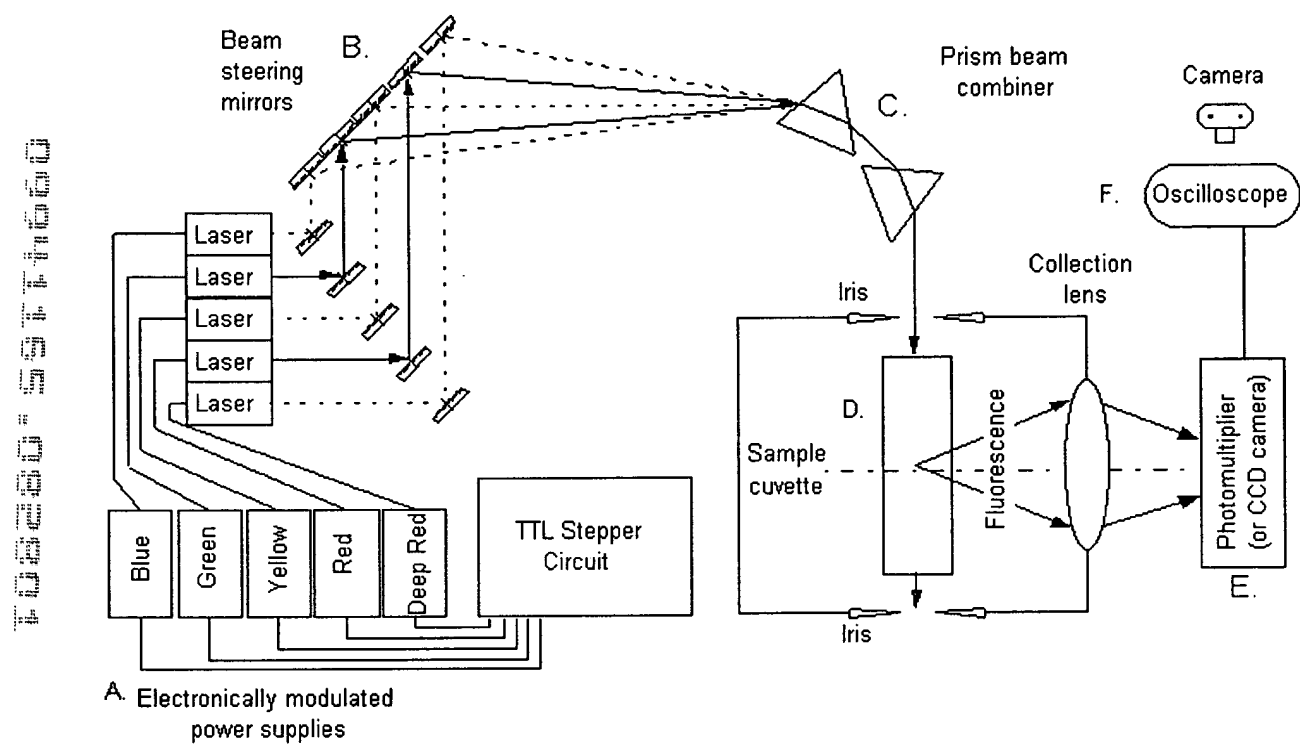 Beam
steering
mirrors
B.
Prism beam
combiner
C.
Camera
F.
Oscilloscope
Laser
Laser
Laser
Laser
Laser
Iris
Collection
lens
D.
Sample
cuvette
Fluorescence
Photomultiplier
(or CCD camera)
E.
Iris
Blue
Green
Yellow
Red
Deep Red
TTL Stepper
Circuit
A. Electronically modulated
power supplies